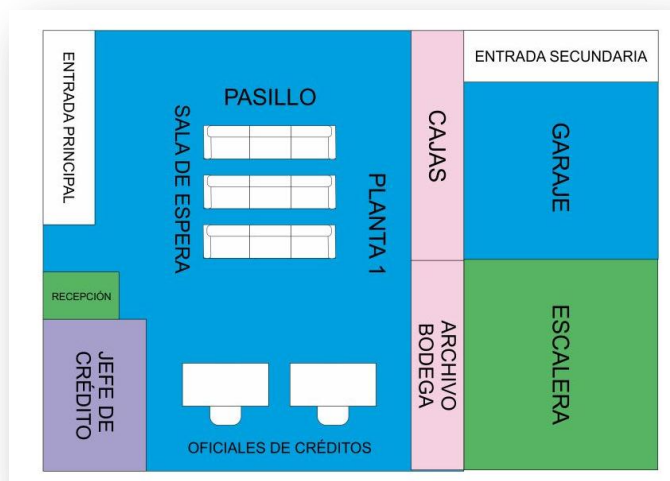 ENTRADA PRINCIPAL
PASILLO
SALA DE ESPERA
PLANTA 1
CAJAS
ENTRADA SECUNDARIA
GARAJE
RECEPCIÓN
JEFE DE
CRÉDITO
OFICIALES DE CRÉDITOS
ARCHIVO
BODEGA
ESCALERA